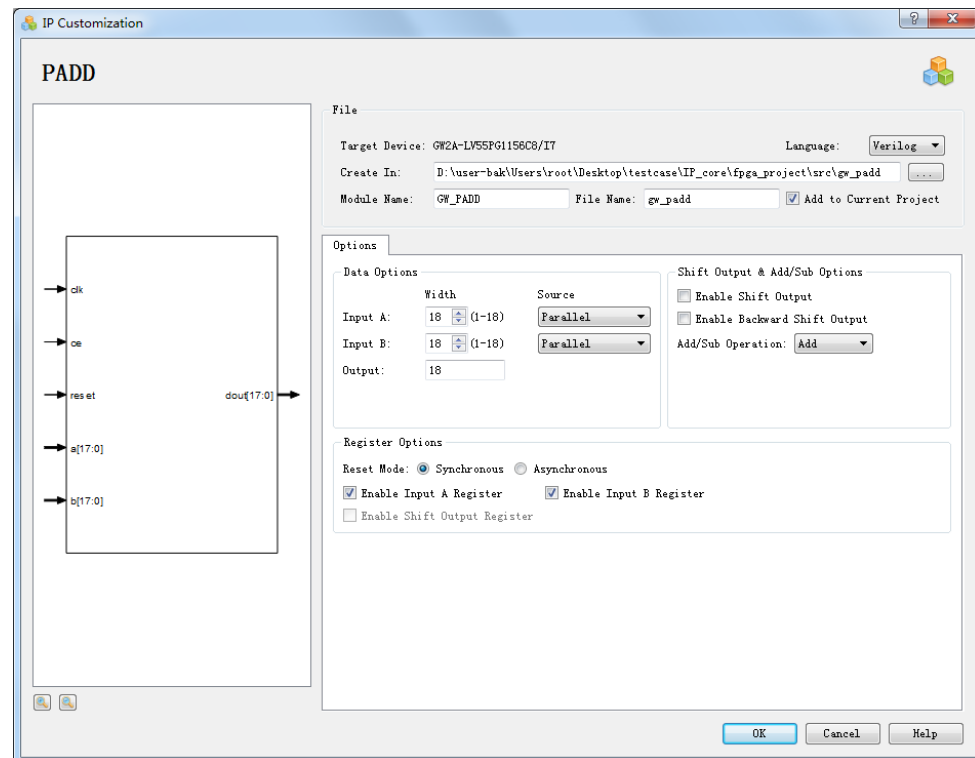 IP Customization
PADD
clk
ce
reset
a[17:0]
b[17:0]
dout[17:0]
File
Target Device: GW2A-LV55PG1156C8/I7 Language: Verilog
Create In: D:\user-bak\Users\root\Desktop\testcase\IP_core\fpga_project\src\gw_padd ...
Module Name: GW_PADD File Name: gw_padd Add to Current Project
Options
Data Options
Width Source
Input A: 18 (1-18) Parallel
Input B: 18 (1-18) Parallel
Output: 18
Shift Output & Add/Sub Options
Enable Shift Output
Enable Backward Shift Output
Add/Sub Operation: Add
Register Options
Reset Mode: Synchronous Asynchronous
Enable Input A Register Enable Input B Register
Enable Shift Output Register
OK Cancel Help